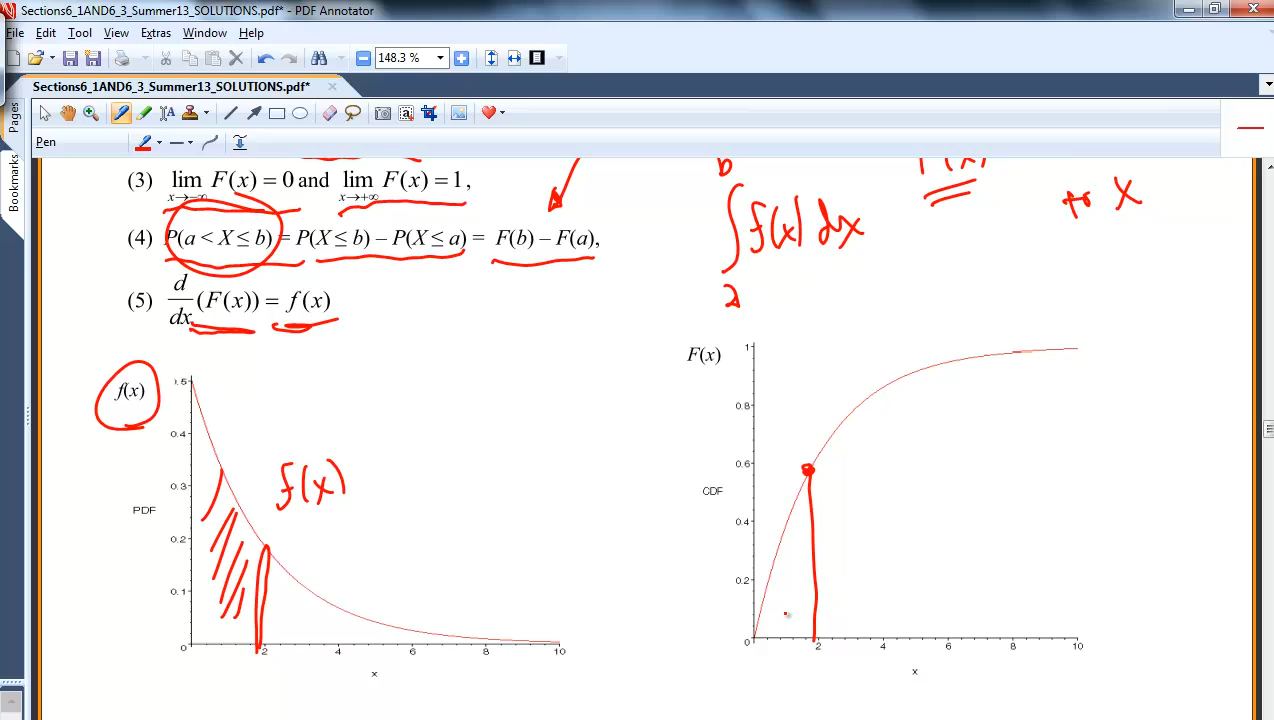 Sections6_1AND6_3_Summer13_SOLUTIONS.pdf* - PDF Annotator
File Edit Tool View Extras Window Help
148.3 %
Sections6_1AND6_3_Summer13_SOLUTIONS.pdf*
Pen
Pages
Bookmarks
(3) lim x→−∞ F(x) = 0 and lim x→+∞ F(x) = 1,
(4) P(a < X ≤ b) = P(X ≤ b) – P(X ≤ a) = F(b) – F(a),
(5) d/dx (F(x)) = f(x)
b
∫ f(x) dx
a
to X
f(x)
0.4
0.3
PDF
0.2
0.1
0
2 4 6 8 10
x
f(x)
F(x)
1
0.8
0.6
CDF
0.4
0.2
0
2 4 6 8 10
x